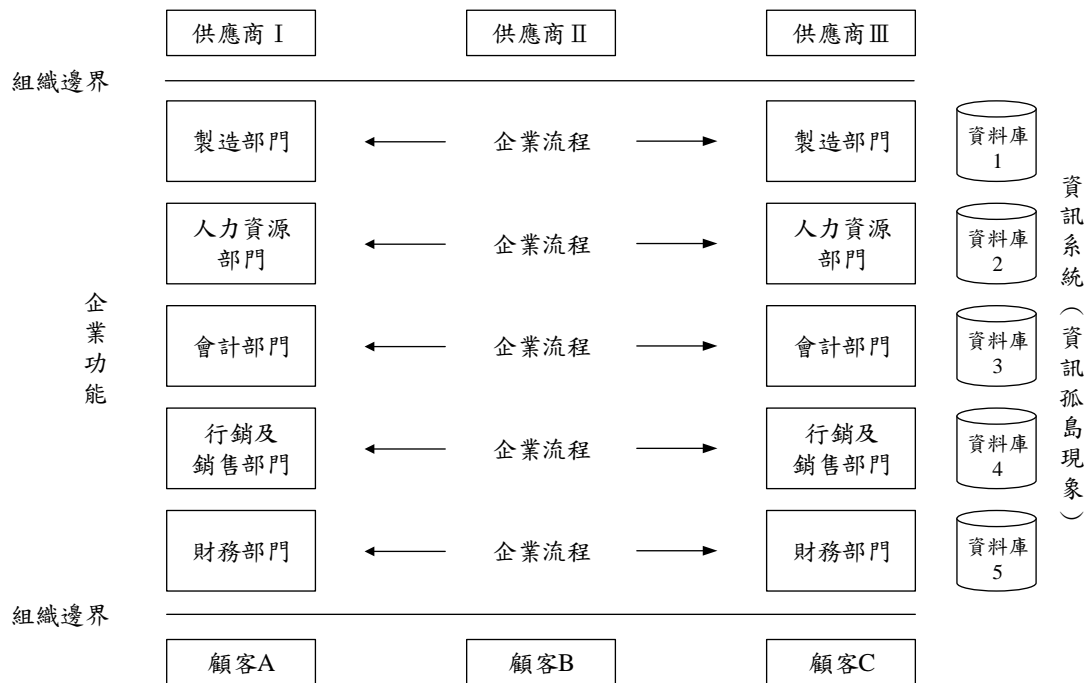 供應商Ⅰ
供應商Ⅱ
供應商Ⅲ
組織邊界
製造部門
企業流程
製造部門
資料庫
1
人力資源
部門
企業流程
人力資源
部門
資料庫
2
企業功能
會計部門
企業流程
會計部門
資料庫
3
資訊系統（資訊孤島現象）
行銷及
銷售部門
企業流程
行銷及
銷售部門
資料庫
4
財務部門
企業流程
財務部門
資料庫
5
組織邊界
顧客A
顧客B
顧客C